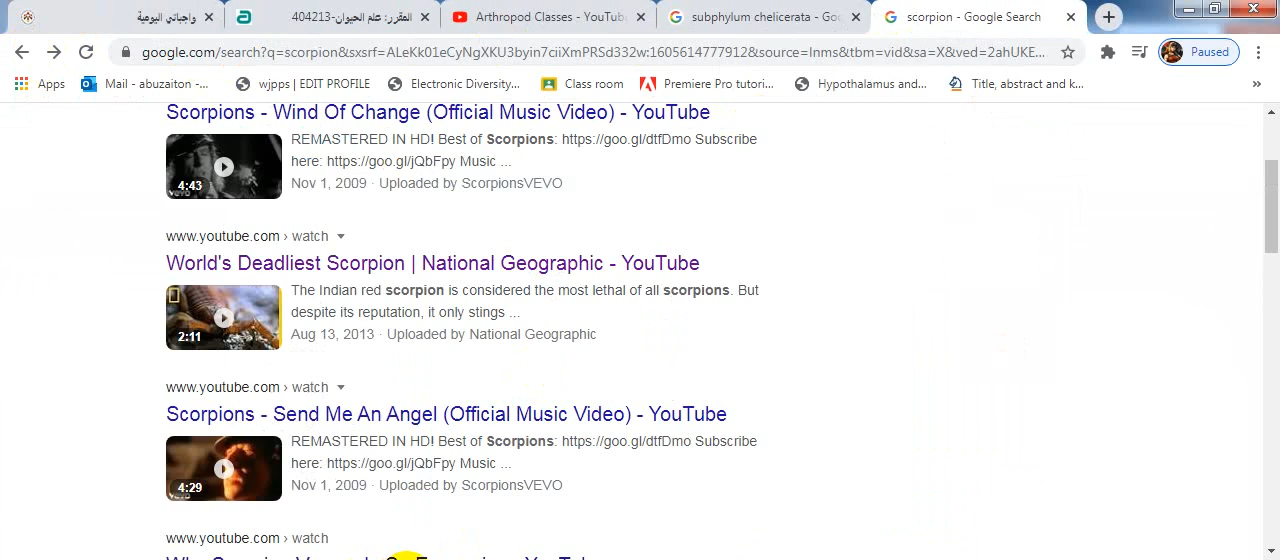 واجباتي اليومية
المقرر: علم الحيوان-404213
Arthropod Classes - YouTub
subphylum chelicerata - Goo
scorpion - Google Search
google.com/search?q=scorpion&sxsrf=ALeKk01eCyNgXKU3byin7ciiXmPRSd332w:1605614777912&source=lnms&tbm=vid&sa=X&ved=2ahUKE...
Paused
Apps
Mail - abuzaiton -...
wjpps | EDIT PROFILE
Electronic Diversity...
Class room
Premiere Pro tutori...
Hypothalamus and...
Title, abstract and k...
Scorpions - Wind Of Change (Official Music Video) - YouTube
REMASTERED IN HD! Best of Scorpions: https://goo.gl/dtfDmo Subscribe
here: https://goo.gl/jQbFpy Music ...
4:43
Nov 1, 2009 · Uploaded by ScorpionsVEVO
www.youtube.com › watch
World's Deadliest Scorpion | National Geographic - YouTube
The Indian red scorpion is considered the most lethal of all scorpions. But
despite its reputation, it only stings ...
2:11
Aug 13, 2013 · Uploaded by National Geographic
www.youtube.com › watch
Scorpions - Send Me An Angel (Official Music Video) - YouTube
REMASTERED IN HD! Best of Scorpions: https://goo.gl/dtfDmo Subscribe
here: https://goo.gl/jQbFpy Music ...
4:29
Nov 1, 2009 · Uploaded by ScorpionsVEVO
www.youtube.com › watch